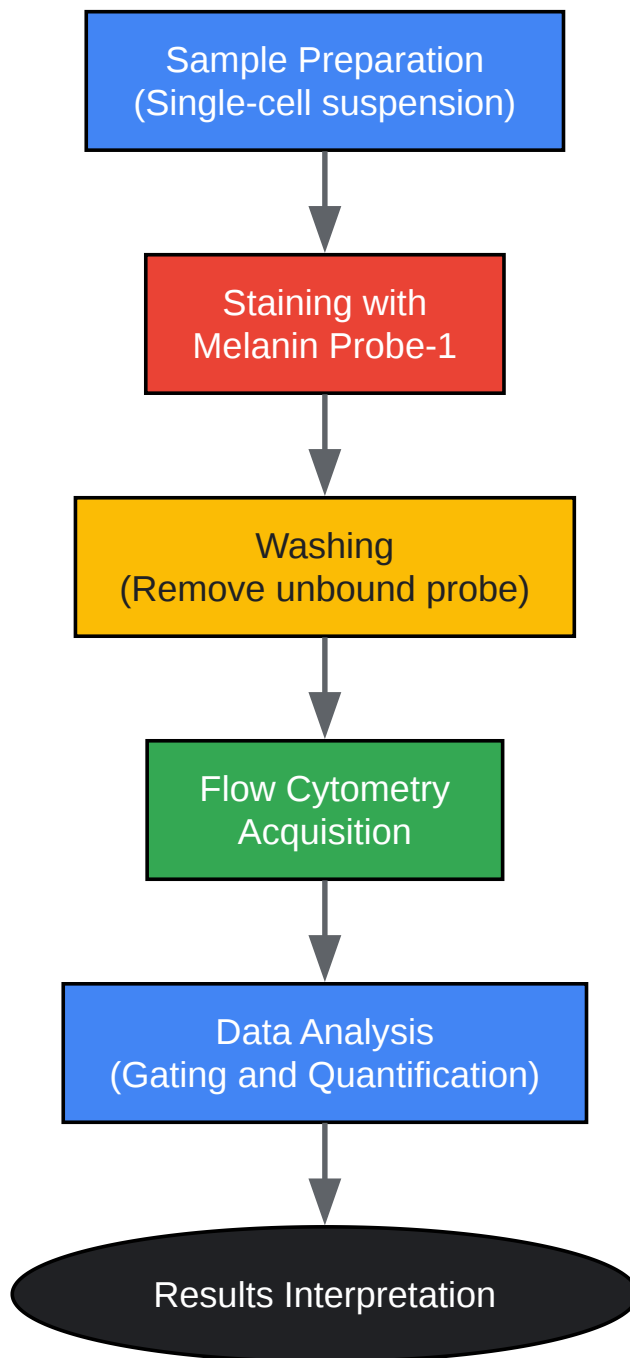 Sample Preparation
(Single-cell suspension)
Staining with
Melanin Probe-1
Washing
(Remove unbound probe)
Flow Cytometry
Acquisition
Data Analysis
(Gating and Quantification)
Results Interpretation